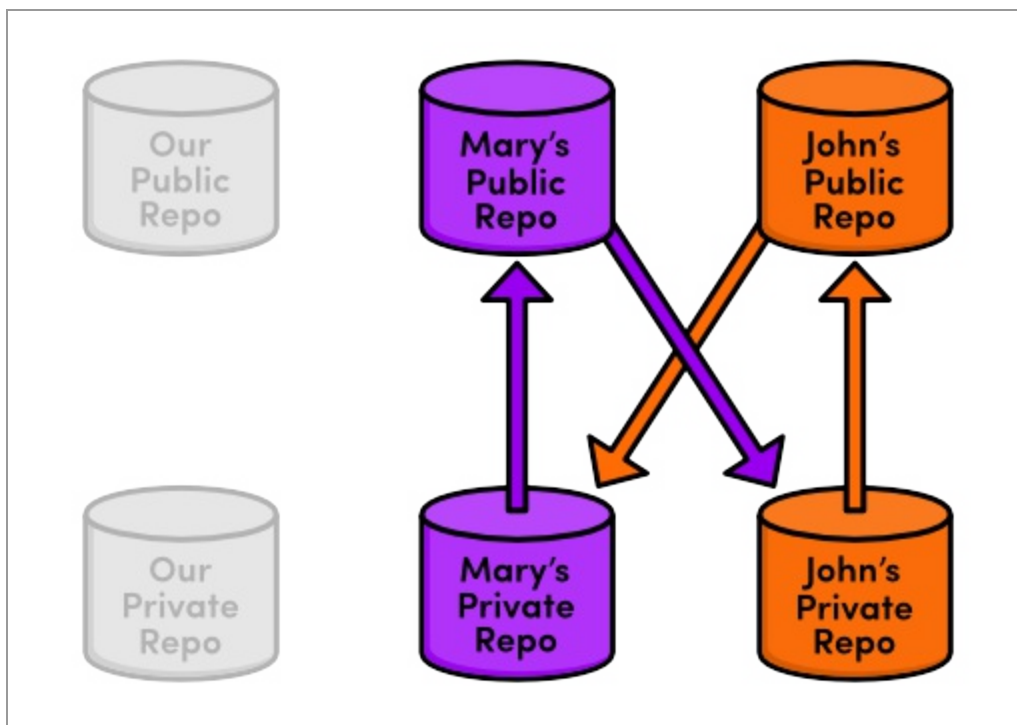 Our
Public
Repo
Mary's
Public
Repo
John's
Public
Repo
Our
Private
Repo
Mary's
Private
Repo
John's
Private
Repo